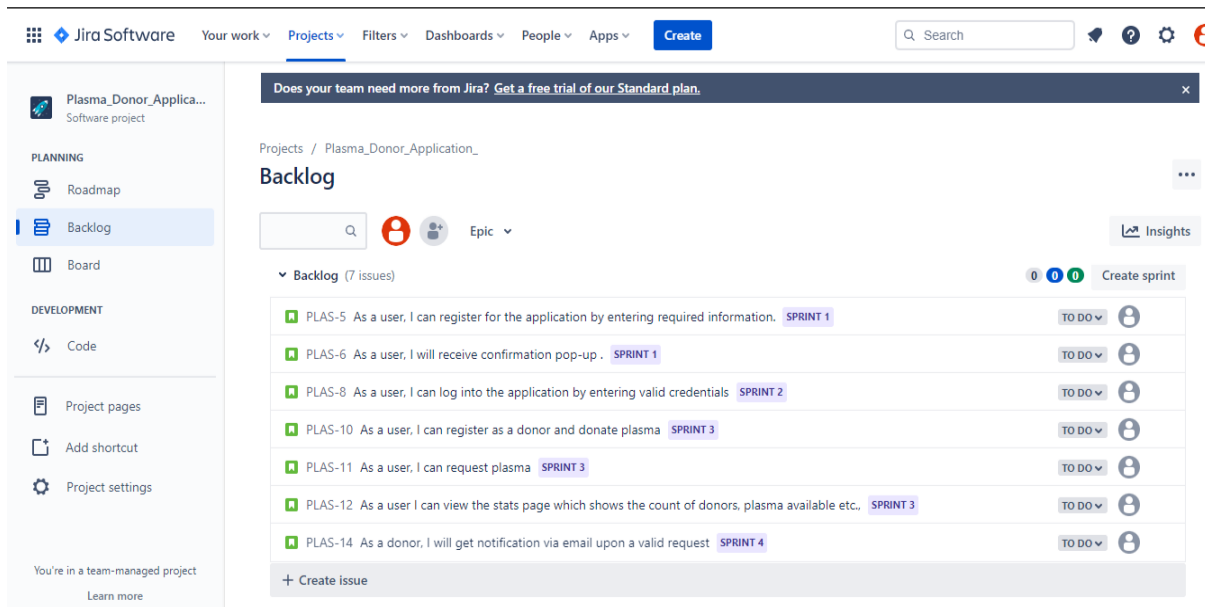 Jira Software Your work Projects Filters Dashboards People Apps Create Search
Does your team need more from Jira? Get a free trial of our Standard plan.
Plasma_Donor_Applica...
Software project
PLANNING
Roadmap
Backlog
Board
DEVELOPMENT
Code
Project pages
Add shortcut
Project settings
You're in a team-managed project
Learn more
Projects / Plasma_Donor_Application_
Backlog
Epic Insights
Backlog (7 issues) 0 0 0 Create sprint
PLAS-5 As a user, I can register for the application by entering required information. SPRINT 1 TO DO
PLAS-6 As a user, I will receive confirmation pop-up . SPRINT 1 TO DO
PLAS-8 As a user, I can log into the application by entering valid credentials SPRINT 2 TO DO
PLAS-10 As a user, I can register as a donor and donate plasma SPRINT 3 TO DO
PLAS-11 As a user, I can request plasma SPRINT 3 TO DO
PLAS-12 As a user I can view the stats page which shows the count of donors, plasma available etc., SPRINT 3 TO DO
PLAS-14 As a donor, I will get notification via email upon a valid request SPRINT 4 TO DO
+ Create issue